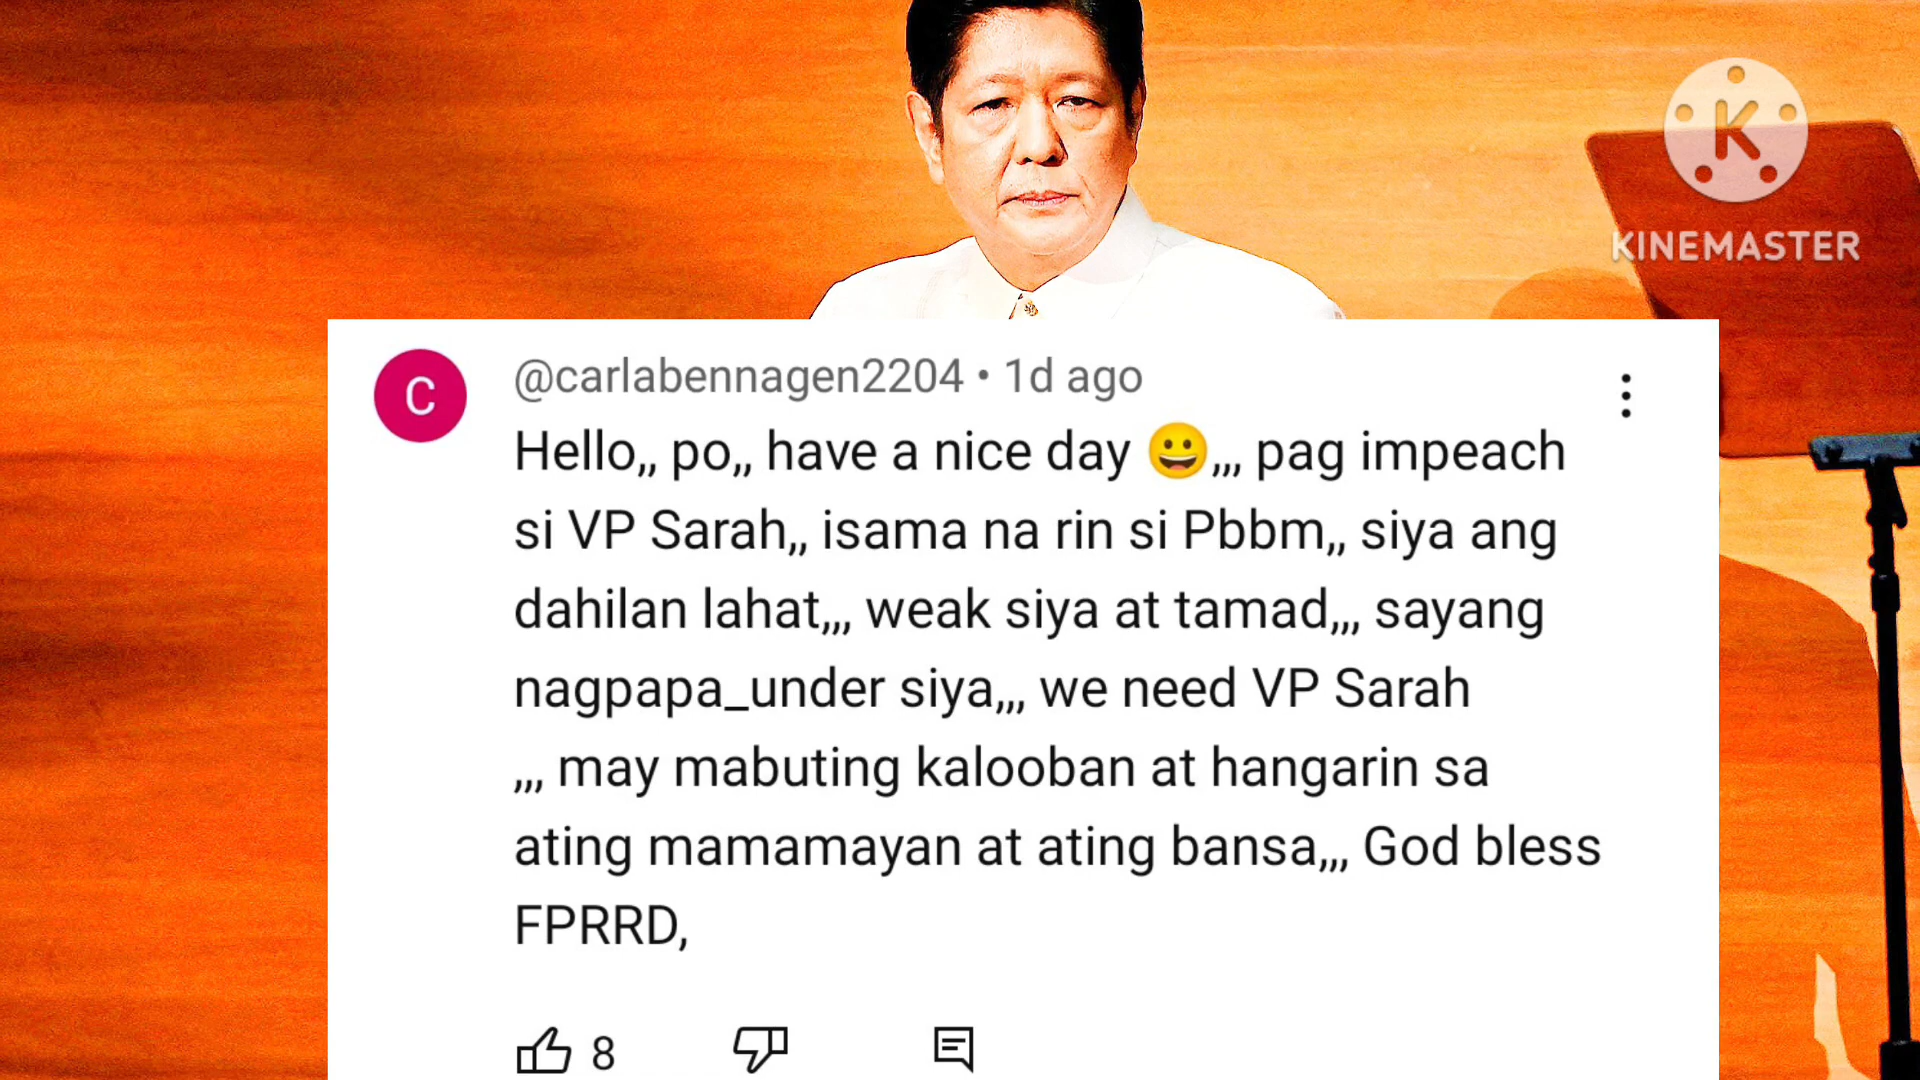 K
KINEMASTER
C
@carlabennagen2204 • 1d ago
Hello,, po,, have a nice day 😀,,, pag impeach
si VP Sarah,, isama na rin si Pbbm,, siya ang
dahilan lahat,,, weak siya at tamad,,, sayang
nagpapa_under siya,,, we need VP Sarah
,,, may mabuting kalooban at hangarin sa
ating mamamayan at ating bansa,,, God bless
FPRRD,
8